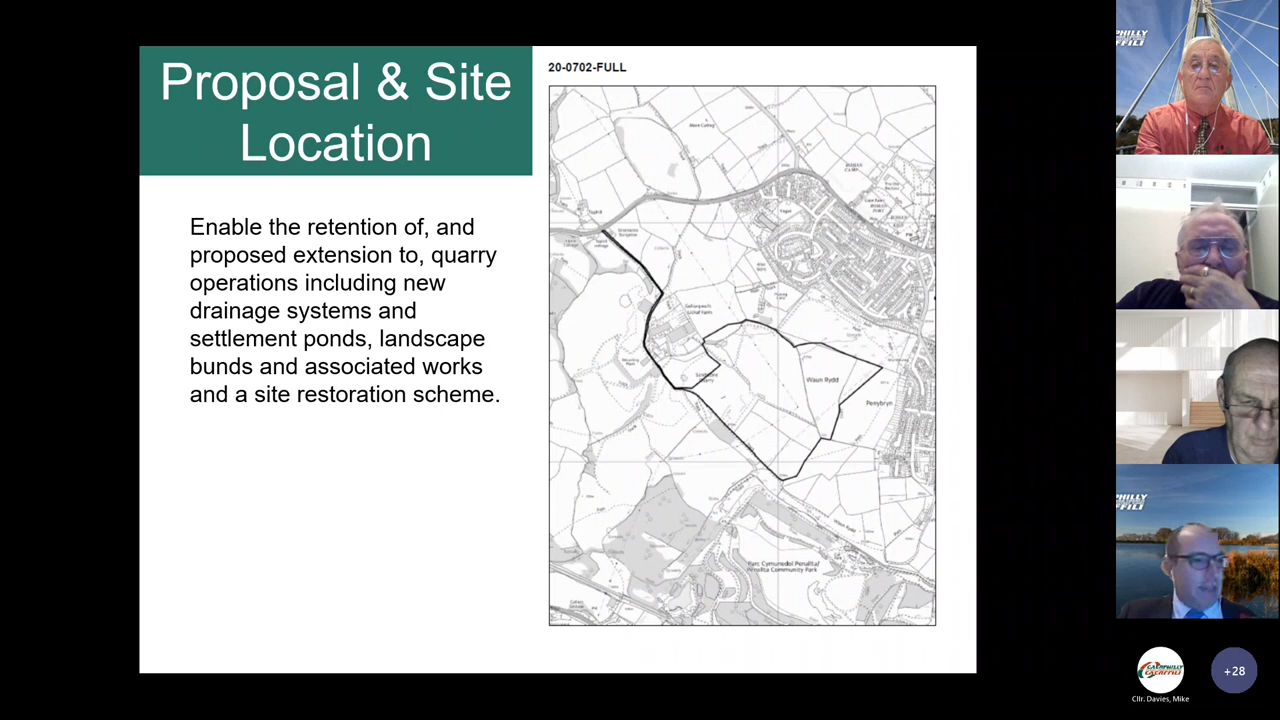 Proposal & Site
Location
20-0702-FULL
Enable the retention of, and
proposed extension to, quarry
operations including new
drainage systems and
settlement ponds, landscape
bunds and associated works
and a site restoration scheme.
Waun Rydd
Penybryn
Parc Cymunedol Penallta/
Penallta Community Park
Cllr. Davies, Mike
+28